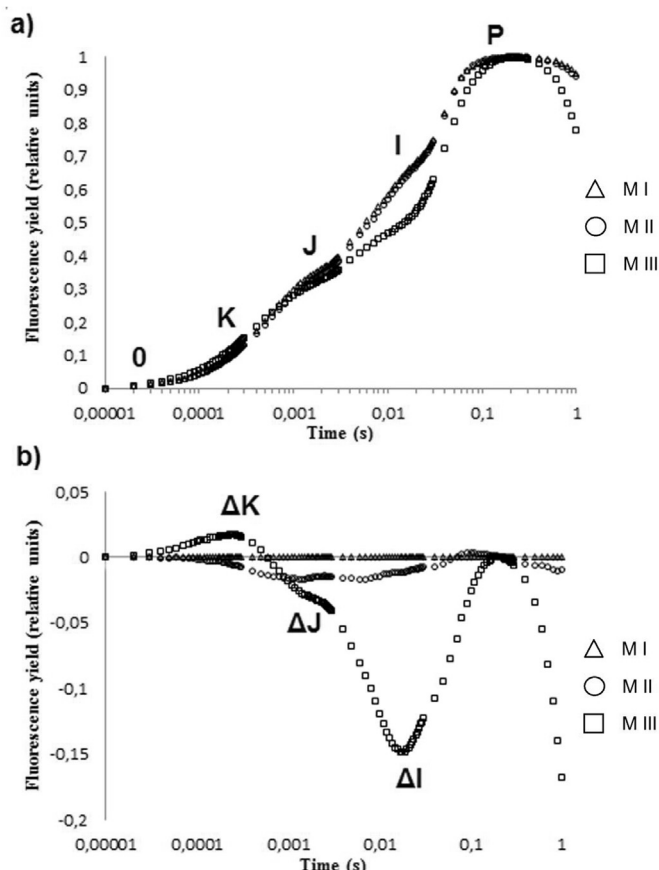 a)
Fluorescence yield (relative units)
1
0,9
0,8
0,7
0,6
0,5
0,4
0,3
0,2
0,1
0
0
K
J
I
P
0,00001
0,0001
0,001
0,01
0,1
1
Time (s)
M I
M II
M III
b)
Fluorescence yield (relative units)
0,05
0
-0,05
-0,1
-0,15
-0,2
ΔK
ΔJ
ΔI
0,00001
0,0001
0,001
0,01
0,1
1
Time (s)
M I
M II
M III